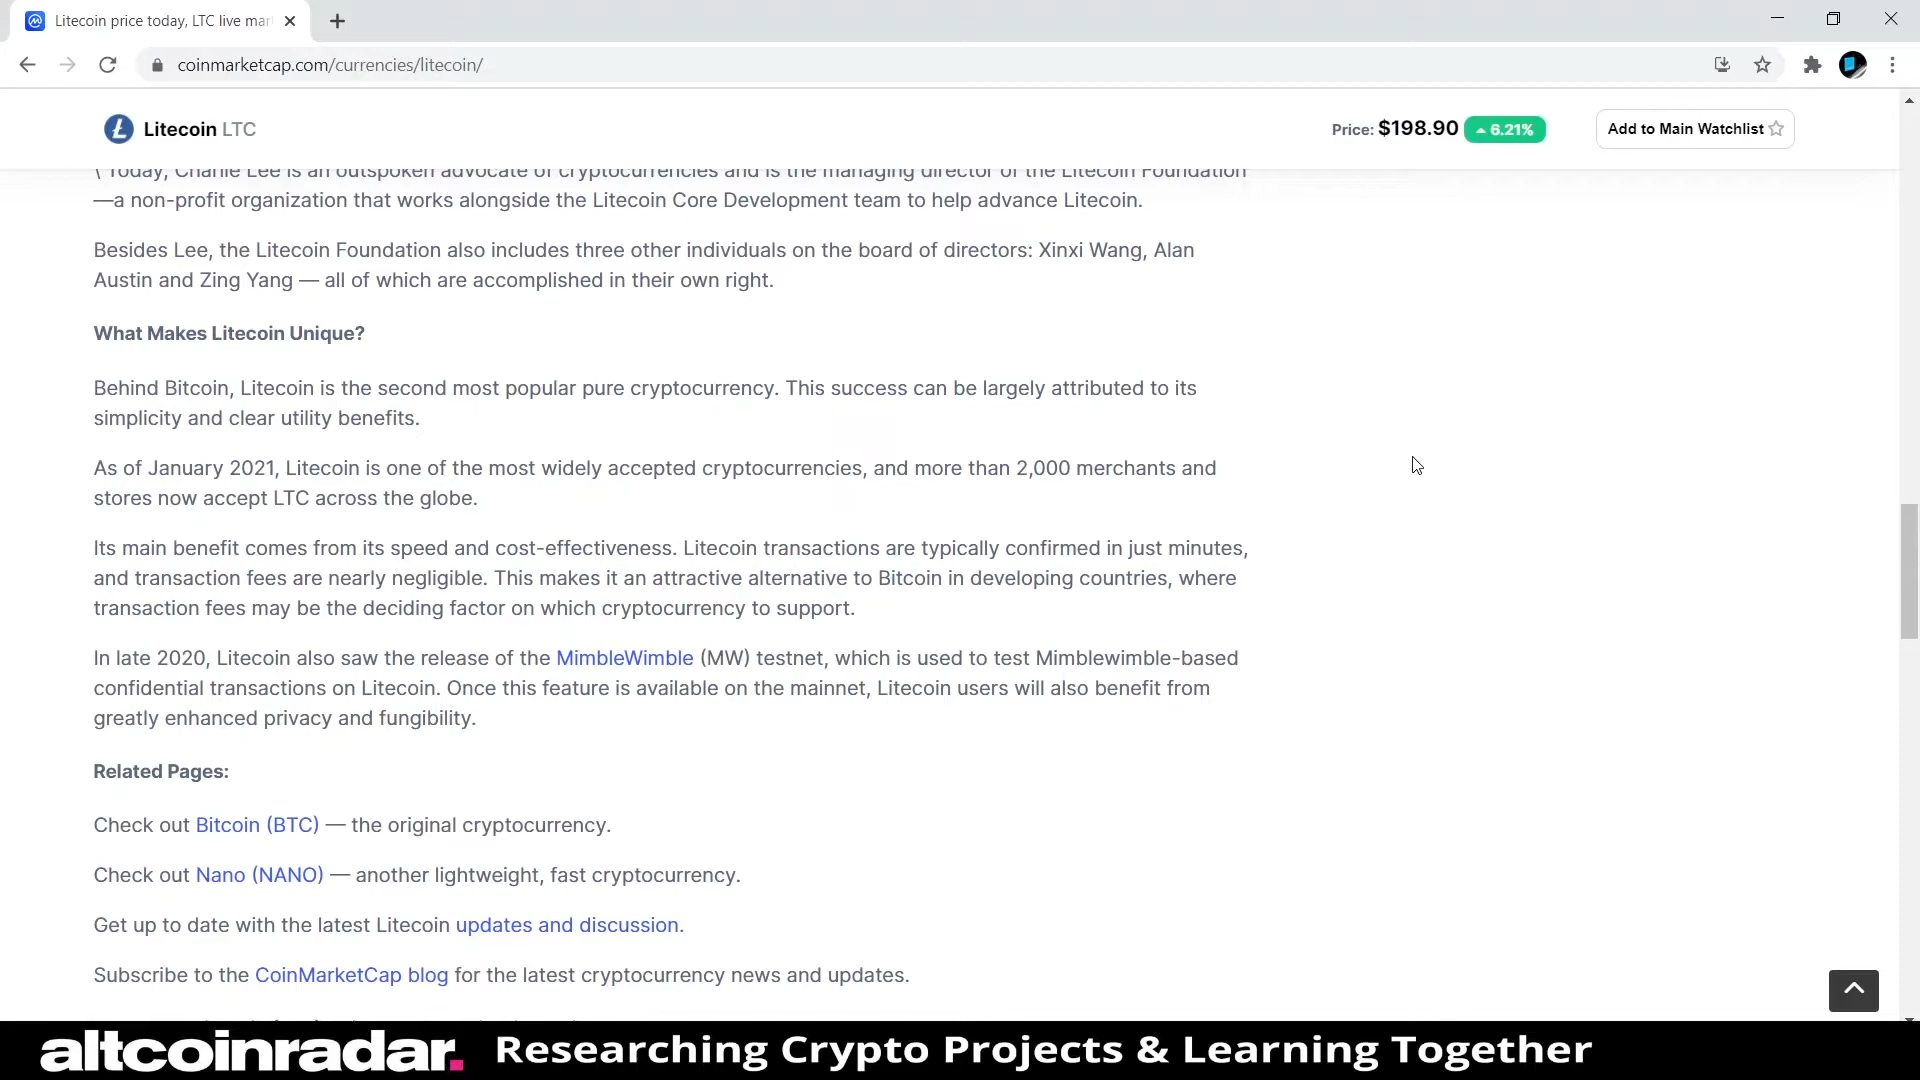 Litecoin price today, LTC live mar
coinmarketcap.com/currencies/litecoin/
Litecoin LTC
Price: $198.90 6.21%
Add to Main Watchlist
\ Today, Charlie Lee is an outspoken advocate of cryptocurrencies and is the managing director of the Litecoin Foundation
—a non-profit organization that works alongside the Litecoin Core Development team to help advance Litecoin.
Besides Lee, the Litecoin Foundation also includes three other individuals on the board of directors: Xinxi Wang, Alan
Austin and Zing Yang — all of which are accomplished in their own right.
What Makes Litecoin Unique?
Behind Bitcoin, Litecoin is the second most popular pure cryptocurrency. This success can be largely attributed to its
simplicity and clear utility benefits.
As of January 2021, Litecoin is one of the most widely accepted cryptocurrencies, and more than 2,000 merchants and
stores now accept LTC across the globe.
Its main benefit comes from its speed and cost-effectiveness. Litecoin transactions are typically confirmed in just minutes,
and transaction fees are nearly negligible. This makes it an attractive alternative to Bitcoin in developing countries, where
transaction fees may be the deciding factor on which cryptocurrency to support.
In late 2020, Litecoin also saw the release of the MimbleWimble (MW) testnet, which is used to test Mimblewimble-based
confidential transactions on Litecoin. Once this feature is available on the mainnet, Litecoin users will also benefit from
greatly enhanced privacy and fungibility.
Related Pages:
Check out Bitcoin (BTC) — the original cryptocurrency.
Check out Nano (NANO) — another lightweight, fast cryptocurrency.
Get up to date with the latest Litecoin updates and discussion.
Subscribe to the CoinMarketCap blog for the latest cryptocurrency news and updates.
altcoinradar. Researching Crypto Projects & Learning Together